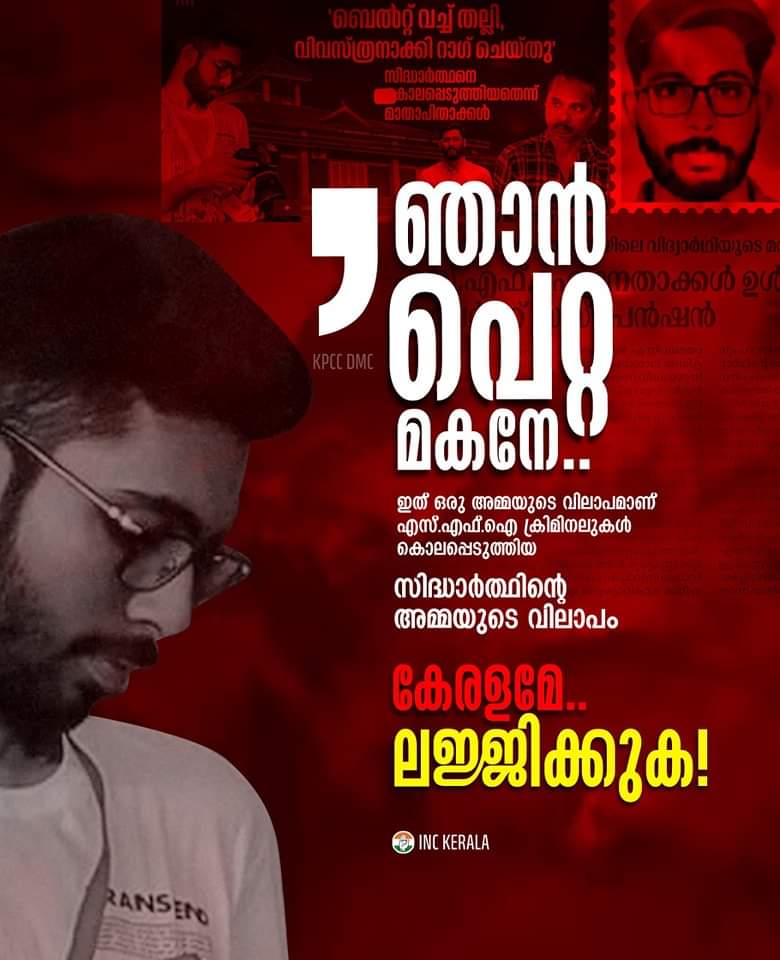 'ബെൽറ്റ് വച്ച് തല്ലി,
വിവസ്ത്രനാക്കി റാഗ് ചെയ്തു'
സിദ്ധാർത്ഥനെ
കൊലപ്പെടുത്തിയതെന്ന്
മാതാപിതാക്കൾ
വിദ്യാർഥിയുടെ
'ഞാൻ
പെറ്റ
മകനേ..
KPCC DMC
ഇത് ഒരു അമ്മയുടെ വിലാപമാണ്
എസ്.എഫ്.ഐ ക്രിമിനലുകൾ
കൊലപ്പെടുത്തിയ
സിദ്ധാർത്ഥിന്റെ
അമ്മയുടെ വിലാപം
കേരളമേ..
ലജ്ജിക്കുക!
INC KERALA